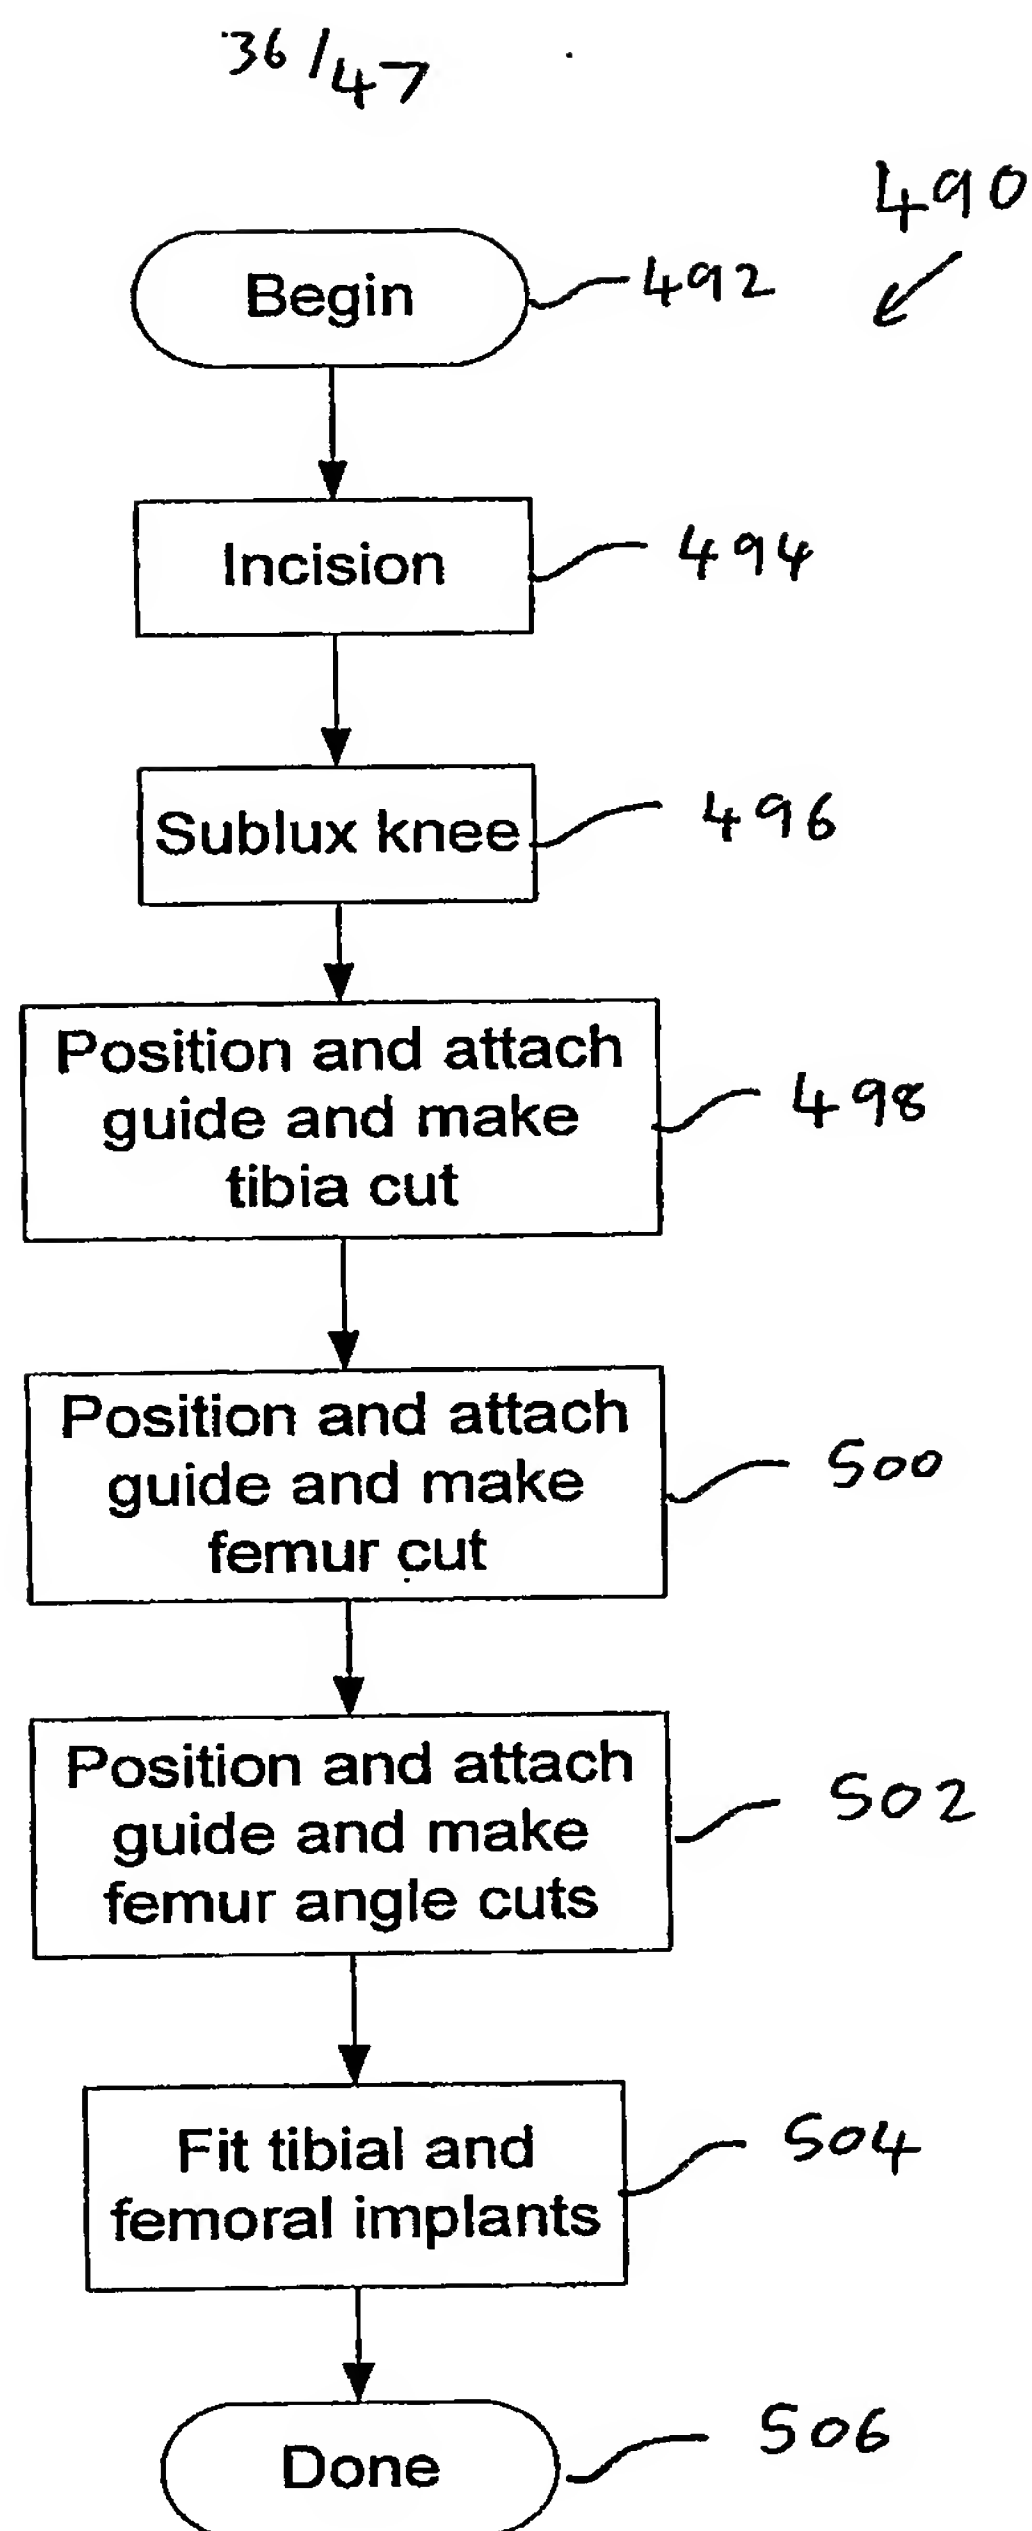 36/47
490
Begin
492
Incision
494
Sublux knee
496
Position and attach
guide and make
tibia cut
498
Position and attach
guide and make
femur cut
500
Position and attach
guide and make
femur angle cuts
502
Fit tibial and
femoral implants
504
Done
506